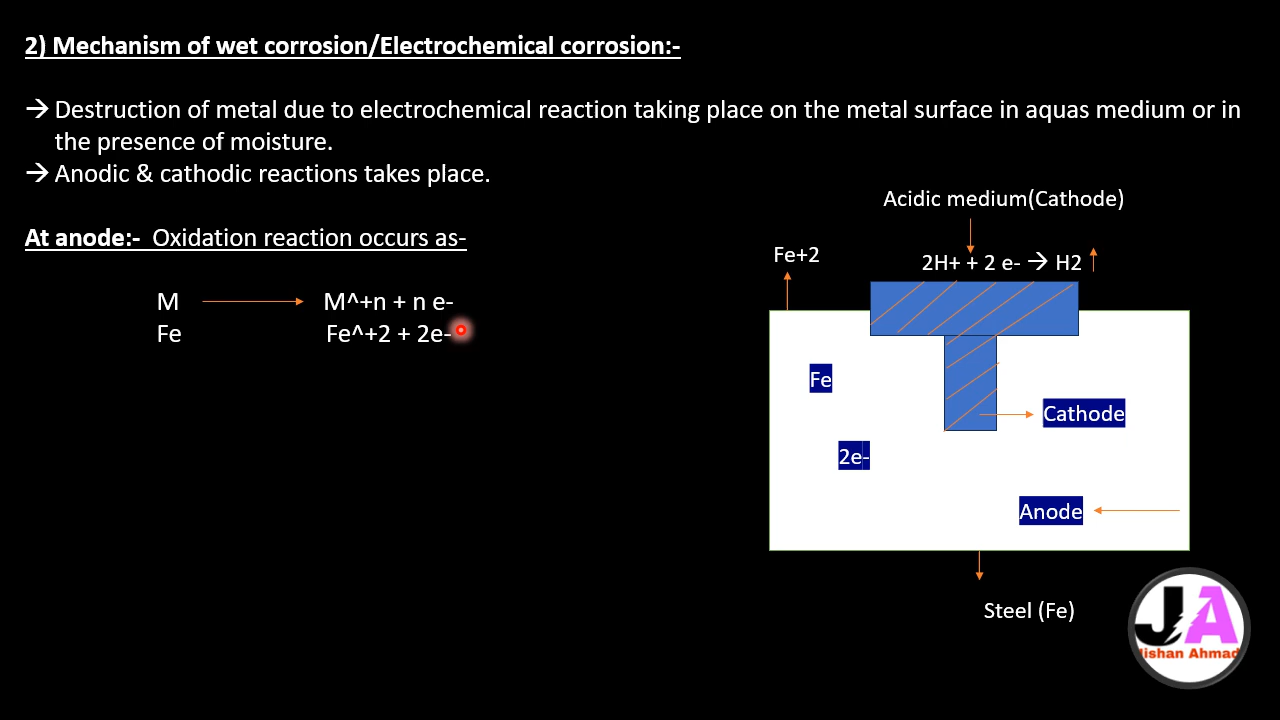 2) Mechanism of wet corrosion/Electrochemical corrosion:-
→ Destruction of metal due to electrochemical reaction taking place on the metal surface in aquas medium or in
the presence of moisture.
→ Anodic & cathodic reactions takes place.
At anode:- Oxidation reaction occurs as-
M → M^+n + n e-
Fe Fe^+2 + 2e-
Acidic medium(Cathode)
Fe+2
2H+ + 2 e- → H2 ↑
Fe
Cathode
2e-
Anode
Steel (Fe)
JA
Jishan Ahmad